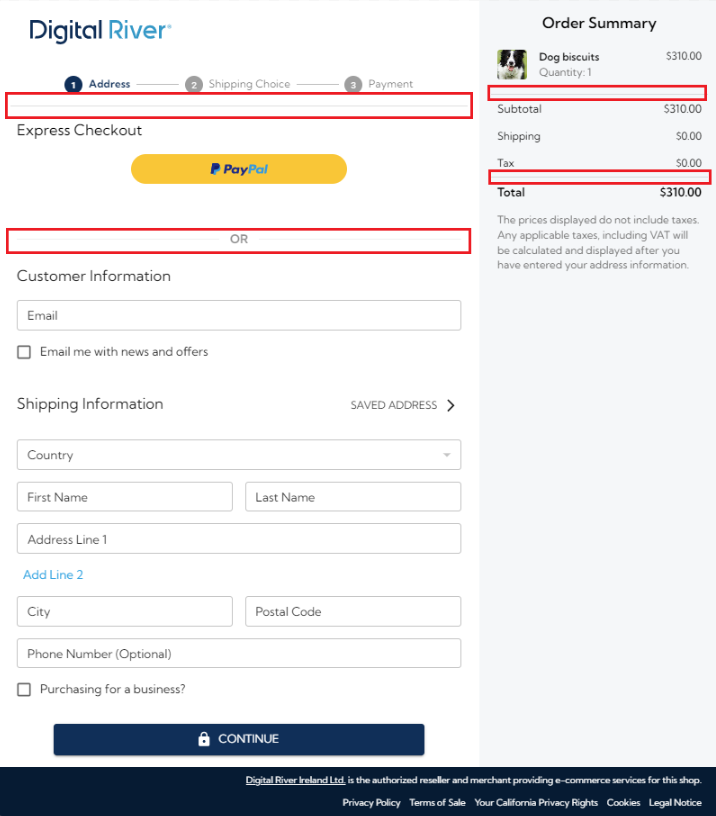 Digital River
1 Address 2 Shipping Choice 3 Payment
Express Checkout
PayPal
OR
Customer Information
Email
Email me with news and offers
Shipping Information SAVED ADDRESS
Country
First Name Last Name
Address Line 1
Add Line 2
City Postal Code
Phone Number (Optional)
Purchasing for a business?
CONTINUE
Order Summary
Dog biscuits $310.00
Quantity: 1
Subtotal $310.00
Shipping $0.00
Tax $0.00
Total $310.00
The prices displayed do not include taxes.
Any applicable taxes, including VAT will
be calculated and displayed after you
have entered your address information.
Digital River Ireland Ltd. is the authorized reseller and merchant providing e-commerce services for this shop.
Privacy Policy Terms of Sale Your California Privacy Rights Cookies Legal Notice